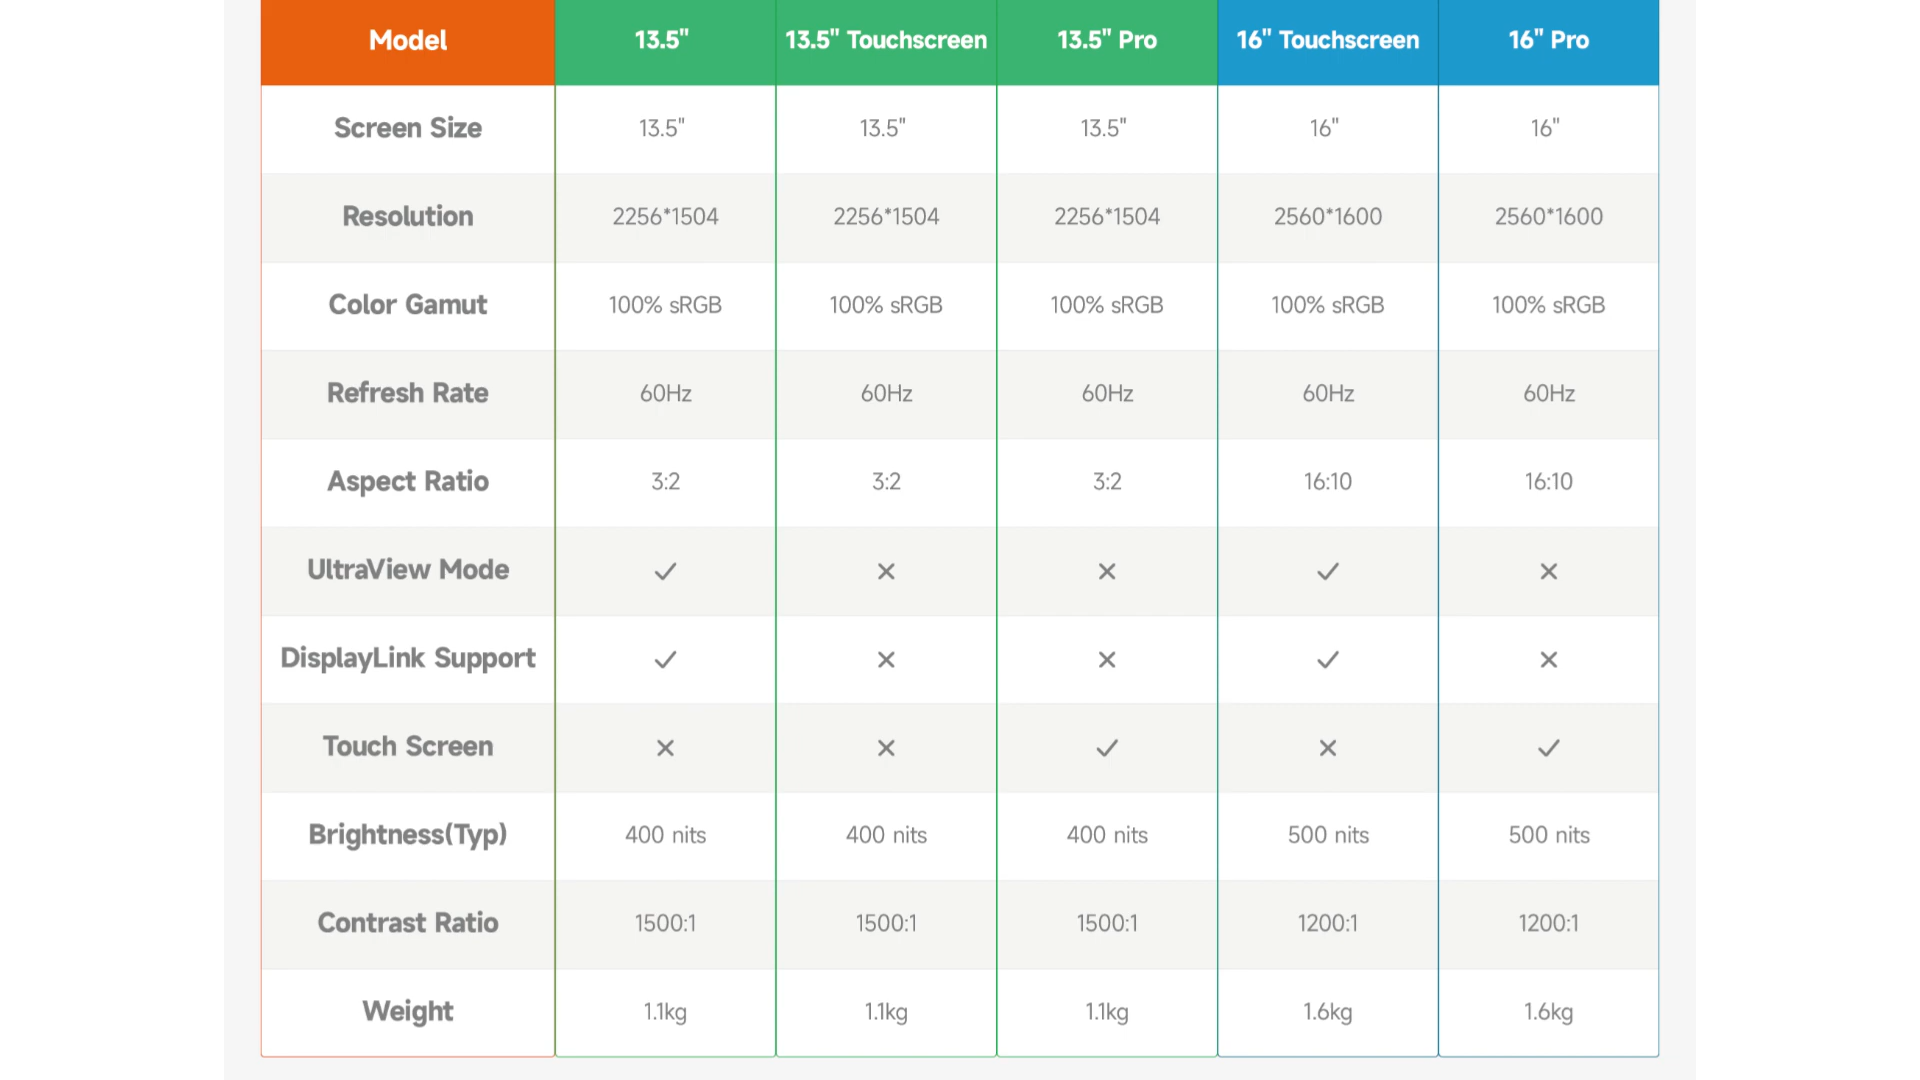 Model 13.5" 13.5" Touchscreen 13.5" Pro 16" Touchscreen 16" Pro
Screen Size 13.5" 13.5" 13.5" 16" 16"
Resolution 2256*1504 2256*1504 2256*1504 2560*1600 2560*1600
Color Gamut 100% sRGB 100% sRGB 100% sRGB 100% sRGB 100% sRGB
Refresh Rate 60Hz 60Hz 60Hz 60Hz 60Hz
Aspect Ratio 3:2 3:2 3:2 16:10 16:10
UltraView Mode ✓ × × ✓ ×
DisplayLink Support ✓ × × ✓ ×
Touch Screen × × ✓ × ✓
Brightness(Typ) 400 nits 400 nits 400 nits 500 nits 500 nits
Contrast Ratio 1500:1 1500:1 1500:1 1200:1 1200:1
Weight 1.1kg 1.1kg 1.1kg 1.6kg 1.6kg